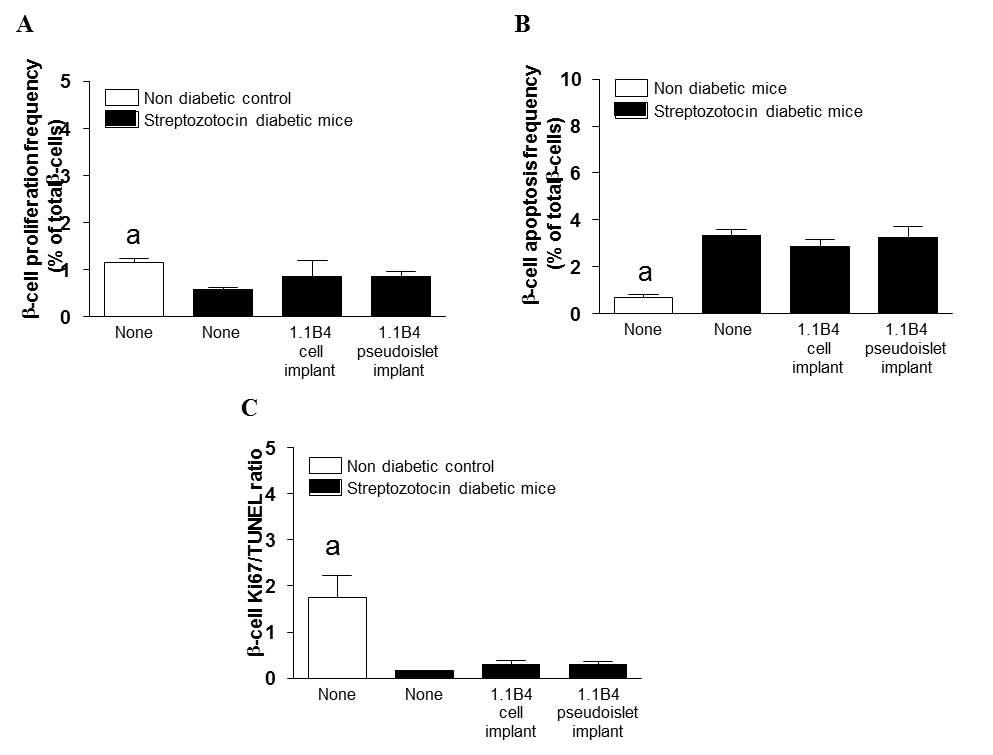 A
β-cell proliferation frequency
(% of total β-cells)
5
4
3
2
1
0
Non diabetic control
Streptozotocin diabetic mice
a
None
None
1.1B4
cell
implant
1.1B4
pseudoislet
implant
B
β-cell apoptosis frequency
(% of total β-cells)
10
8
6
4
2
0
Non diabetic mice
Streptozotocin diabetic mice
a
None
None
1.1B4
cell
implant
1.1B4
pseudoislet
implant
C
β-cell Ki67/TUNEL ratio
5
4
3
2
1
0
Non diabetic control
Streptozotocin diabetic mice
a
None
None
1.1B4
cell
implant
1.1B4
pseudoislet
implant